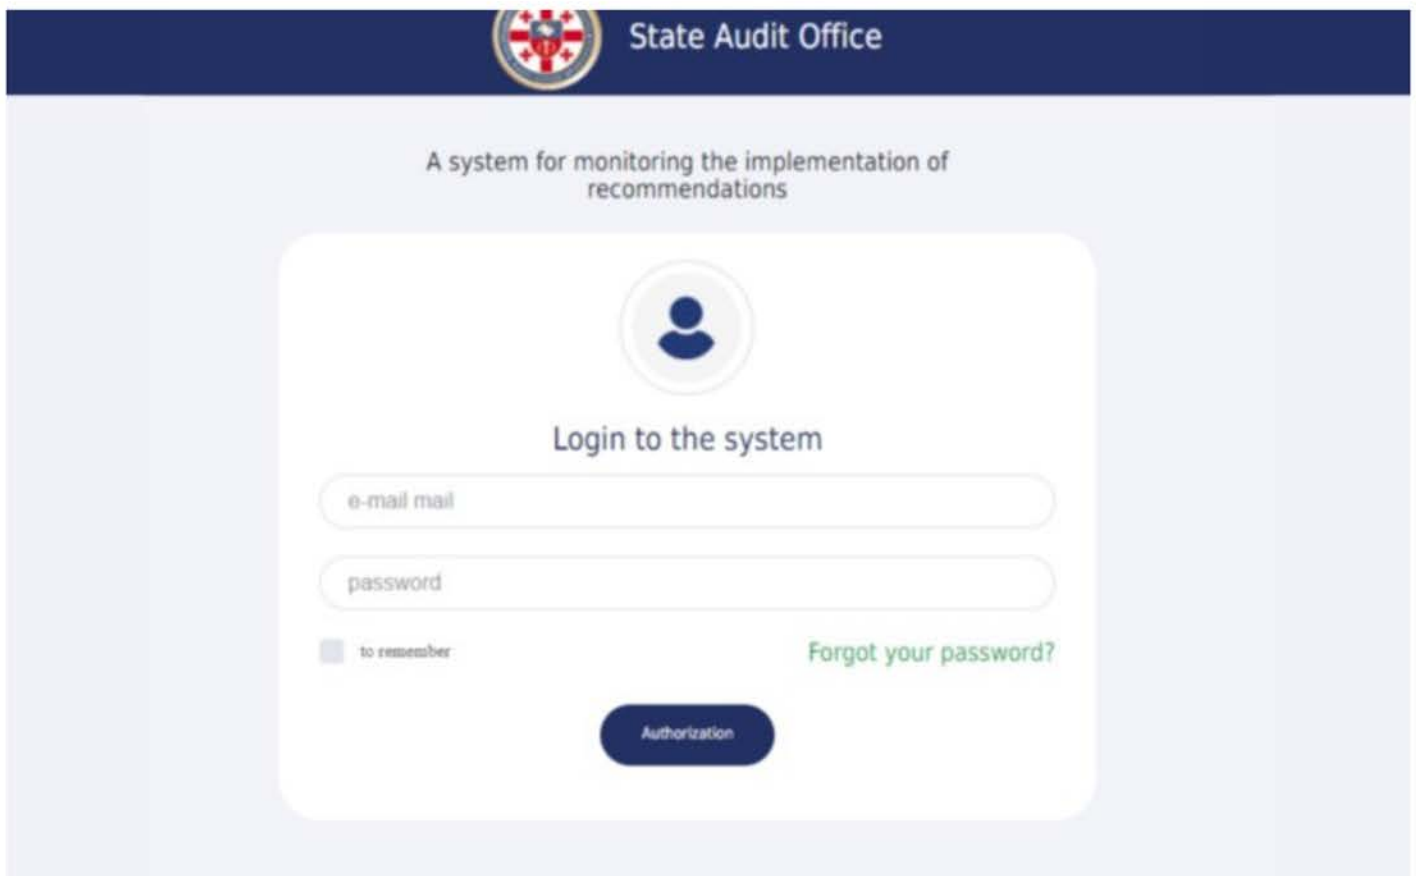 State Audit Office
A system for monitoring the implementation of
recommendations
Login to the system
e-mail mail
password
to remember
Forgot your password?
Authorization